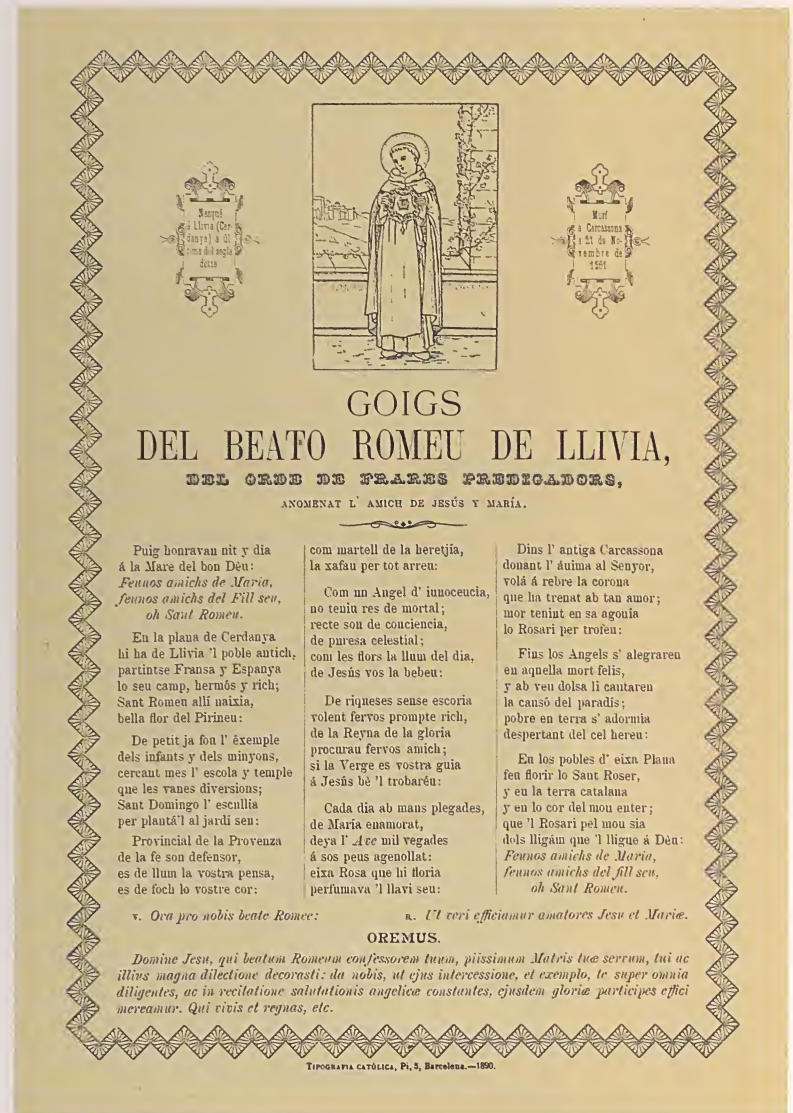 Nasqué
á Llivia (Cer-
danya) a úl
tims del segle
dotse
Morí
a Carcassona
a 21 de No-
vembre de
1261
GOIGS
DEL BEATO ROMEU DE LLIVIA,
DEL ORDE DE FRARES PREDICADORS,
ANOMENAT L' AMICH DE JESÚS Y MARÍA.
Puig honravau nit y dia
á la Mare del bon Dèu:
Feunos amichs de Maria,
feunos amichs del Fill seu,
oh Sant Romeu.
En la plana de Cerdanya
hi ha de Llivia 'l poble antich,
partintse Fransa y Espanya
lo seu camp, hermós y rich;
Sant Romeu allí naixia,
bella flor del Pirineu:
De petit ja fou l' éxemple
dels infants y dels minyons,
cercant mes l' escola y temple
que les vanes diversions;
Sant Domingo l' escullia
per plantá'l al jardí seu:
Provincial de la Provenza
de la fe sou defensor,
es de llum la vostra pensa,
es de foch lo vostre cor:
com martell de la heretjía,
la xafau per tot arreu:
Com un Angel d' iunoceucia,
no teniu res de mortal;
recte sou de conciencia,
de puresa celestial;
com les flors la llum del dia,
de Jesús vos la bebeu:
De riqueses sense escoria
volent fervos prompte rich,
de la Reyna de la gloria
procurau fervos amich;
si la Verge es vostra guia
á Jesús bè 'l trobaréu:
Cada dia ab mans plegades,
de María enamorat,
deya l' Ave mil vegades
á sos peus agenollat:
eixa Rosa que hi floria
perfumava 'l llavi seu:
Dins l' antiga Carcassona
donant l' ánima al Senyor,
volá á rebre la corona
que ha trenat ab tan amor;
mor tenint en sa agonia
lo Rosari per trofeu:
Fins los Angels s' alegraren
en aquella mort felis,
y ab veu dolsa li cantaren
la cansó del paradís;
pobre en terra s' adormia
despertant del cel hereu:
En los pobles d' eixa Plana
feu florir lo Sant Roser,
y en la terra catalana
y en lo cor del mon enter;
que 'l Rosari pel mon sia
dols lligám que 'l lligue á Dèu:
Feunos amichs de Maria,
feunos amichs del fill seu,
oh Sant Romeu.
V. Ora pro nobis beate Romee: R. Ut veri efficiamur amatores Jesu et Mariæ.
OREMUS.
Domine Jesu, qui beatum Romeum confessorem tuum, piissimum Matris tuæ servum, tui ac
illius magna dilectione decorasti: da nobis, ut ejus intercessione, et exemplo, te super omnia
diligentes, ac in recitatione salutationis angelicæ constantes, ejusdem gloriæ participes effici
mereamur. Qui vivis et regnas, etc.
TIPOGRAFIA CATÓLICA, Pi, 5, Barcelona.—1890.